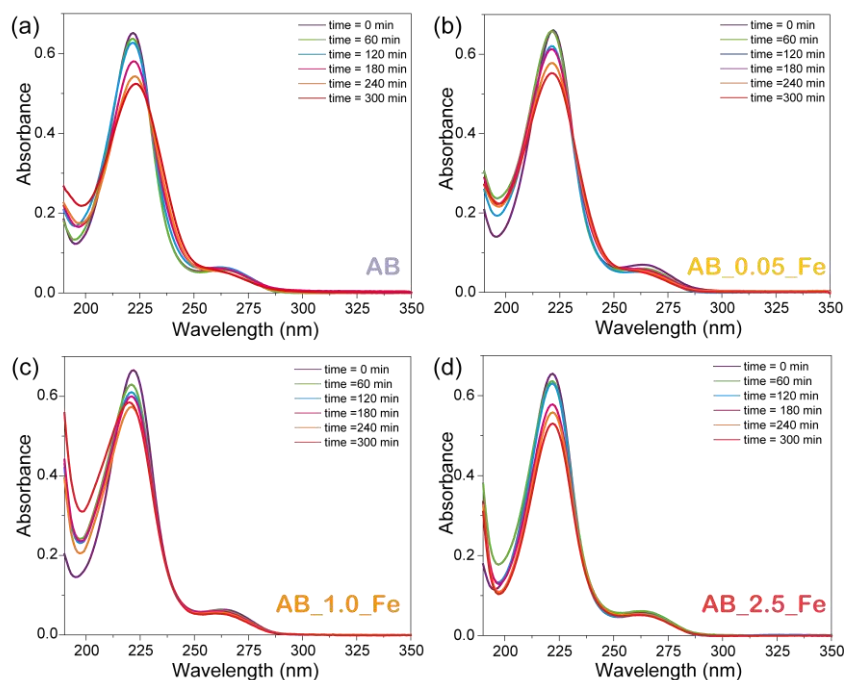 (a)
time = 0 min
time = 60 min
time = 120 min
time = 180 min
time = 240 min
time = 300 min
0.6
0.4
0.2
0.0
Absorbance
AB
200 225 250 275 300 325 350
Wavelength (nm)
(b)
time = 0 min
time =60 min
time =120 min
time =180 min
time =240 min
time =300 min
0.6
0.4
0.2
0.0
Absorbance
AB_0.05_Fe
200 225 250 275 300 325 350
Wavelength (nm)
(c)
time = 0 min
time =60 min
time =120 min
time =180 min
time =240 min
time =300 min
0.6
0.4
0.2
0.0
Absorbance
AB_1.0_Fe
200 225 250 275 300 325 350
Wavelength (nm)
(d)
time = 0 min
time =60 min
time =120 min
time = 180 min
time = 240 min
time = 300 min
0.6
0.4
0.2
0.0
Absorbance
AB_2.5_Fe
200 225 250 275 300 325 350
Wavelength (nm)